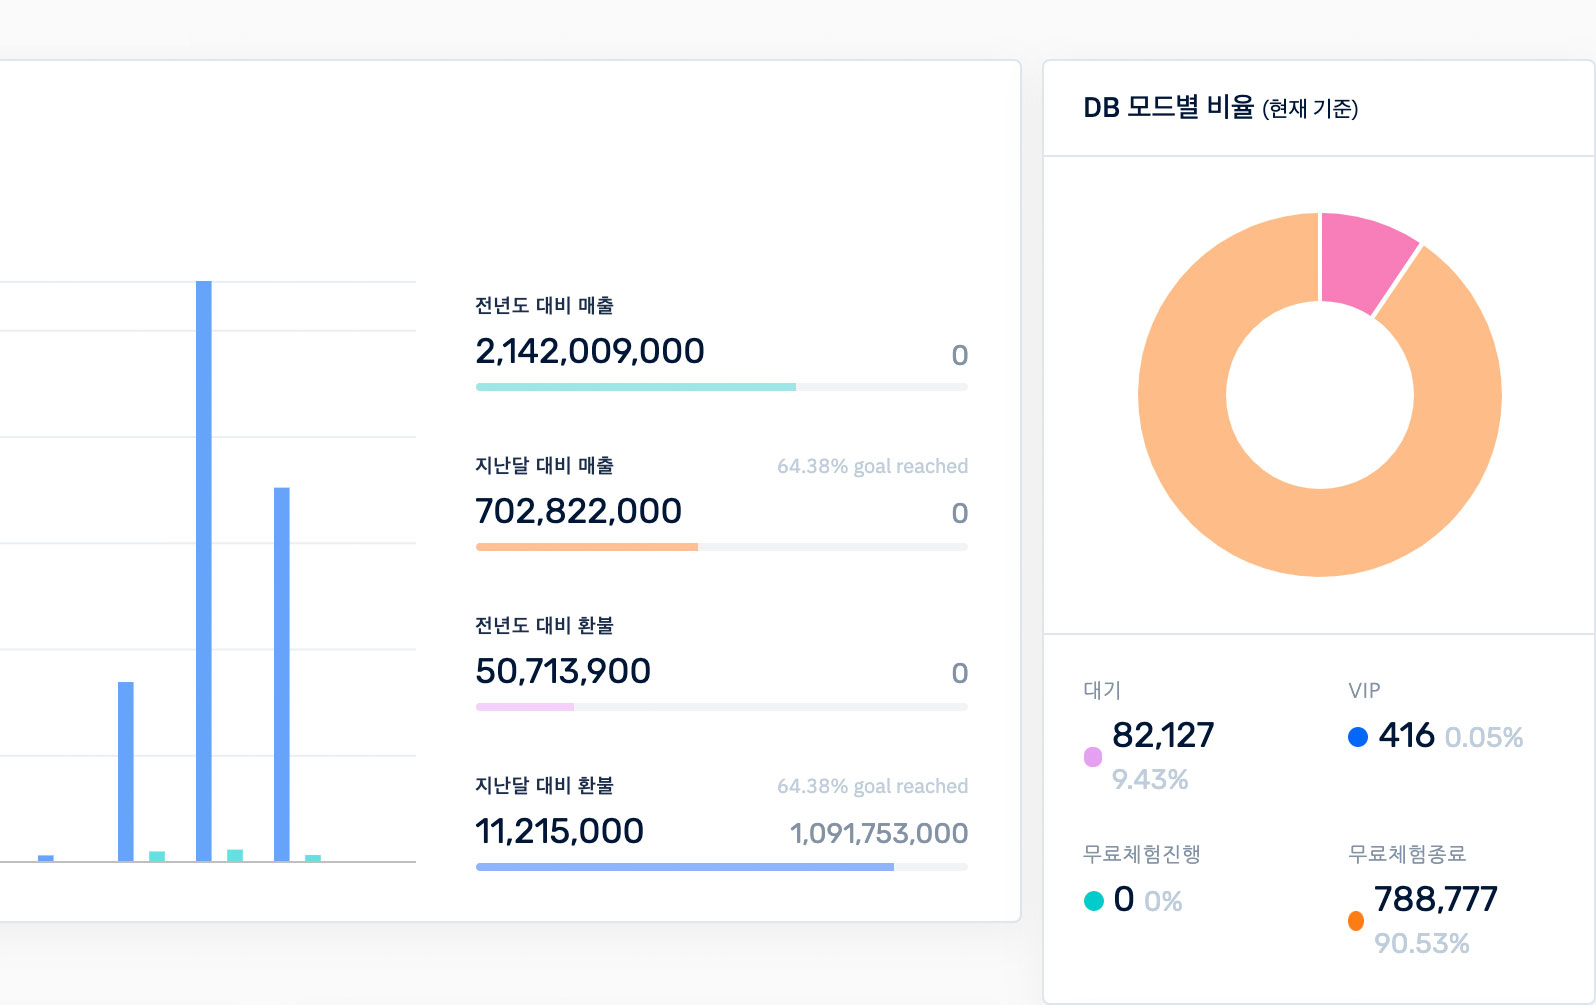 전년도 대비 매출
2,142,009,000 0
지난달 대비 매출 64.38% goal reached
702,822,000 0
전년도 대비 환불
50,713,900 0
지난달 대비 환불 64.38% goal reached
11,215,000 1,091,753,000
DB 모드별 비율 (현재 기준)
대기
82,127
9.43%
VIP
416 0.05%
무료체험진행
0 0%
무료체험종료
788,777
90.53%